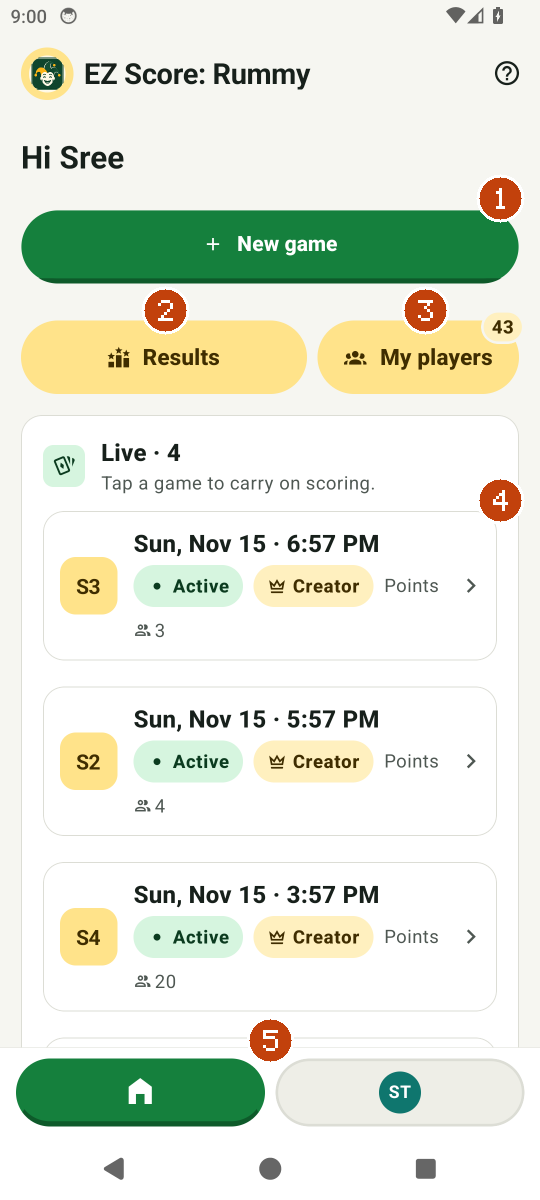 9:00
EZ Score: Rummy
Hi Sree
1
+ New game
2
3
Results
My players
43
Live · 4
Tap a game to carry on scoring.
4
Sun, Nov 15 · 6:57 PM
S3
• Active
Creator
Points
3
Sun, Nov 15 · 5:57 PM
S2
• Active
Creator
Points
4
Sun, Nov 15 · 3:57 PM
S4
• Active
Creator
Points
20
5
ST